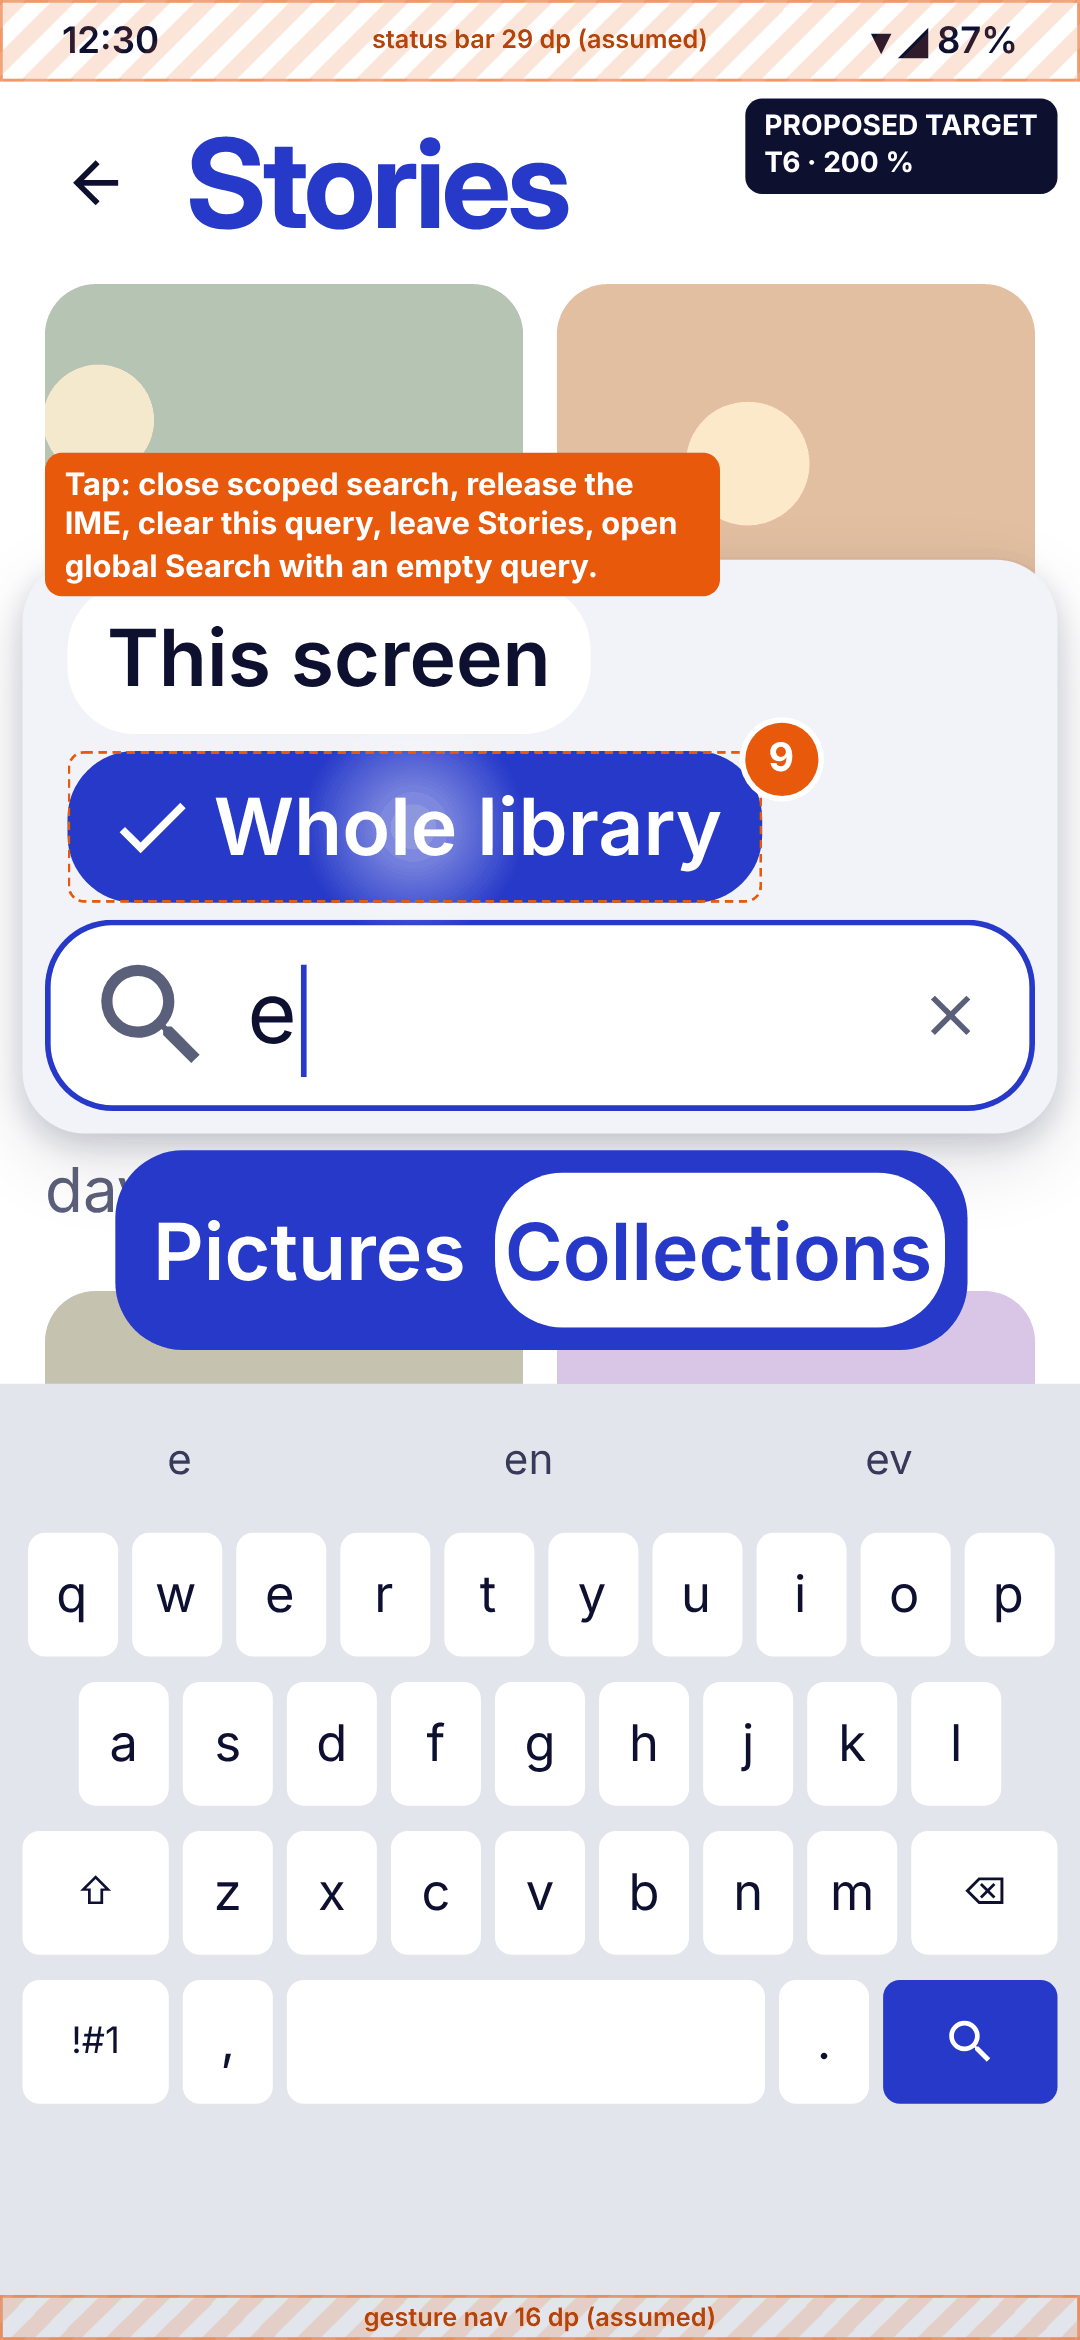 12:30
status bar 29 dp (assumed)
87%
Stories
PROPOSED TARGET
T6 · 200 %
Tap: close scoped search, release the
IME, clear this query, leave Stories, open
global Search with an empty query.
This screen
9
Whole library
e
Pictures
Collections
e en ev
q w e r t y u i o p
a s d f g h j k l
z x c v b n m
!#1 , .
gesture nav 16 dp (assumed)